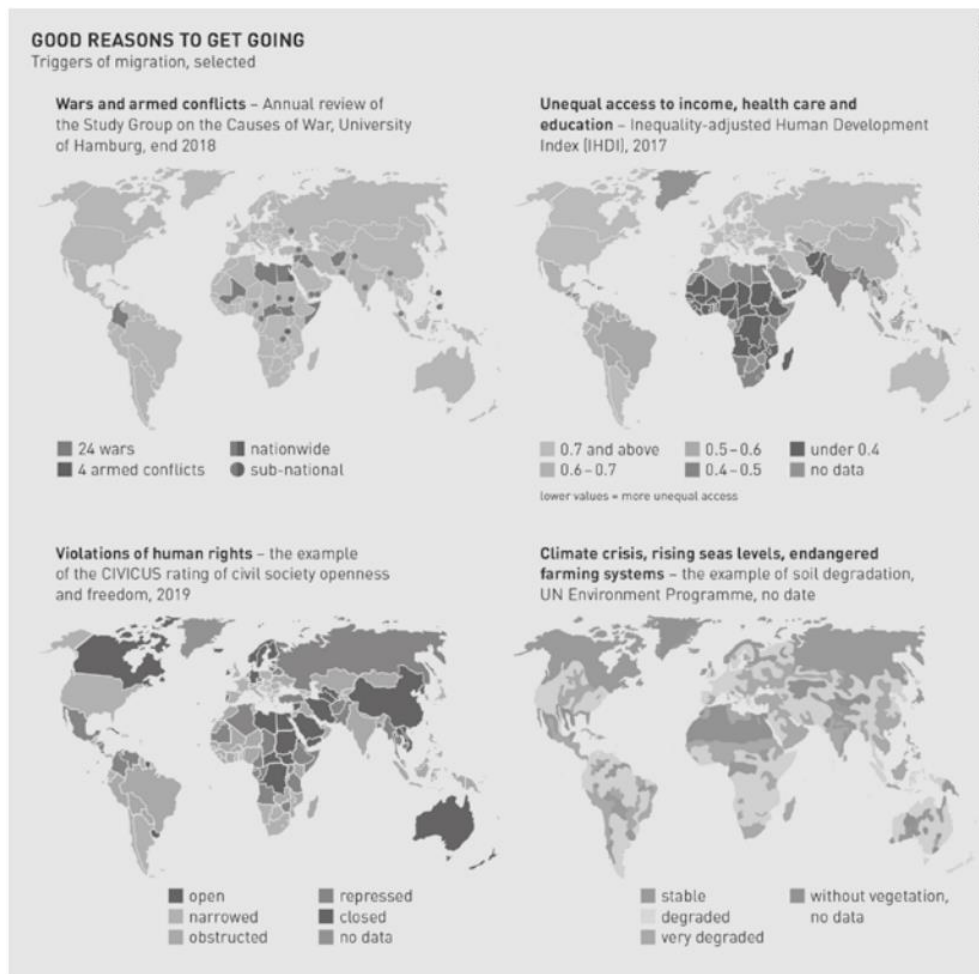 GOOD REASONS TO GET GOING
Triggers of migration, selected
Wars and armed conflicts – Annual review of
the Study Group on the Causes of War, University
of Hamburg, end 2018
24 wars
4 armed conflicts
nationwide
sub-national
Unequal access to income, health care and
education – Inequality-adjusted Human Development
Index (IHDI), 2017
0.7 and above
0.6–0.7
0.5–0.6
0.4–0.5
under 0.4
no data
lower values = more unequal access
Violations of human rights – the example
of the CIVICUS rating of civil society openness
and freedom, 2019
open
narrowed
obstructed
repressed
closed
no data
Climate crisis, rising seas levels, endangered
farming systems – the example of soil degradation,
UN Environment Programme, no date
stable
degraded
very degraded
without vegetation,
no data